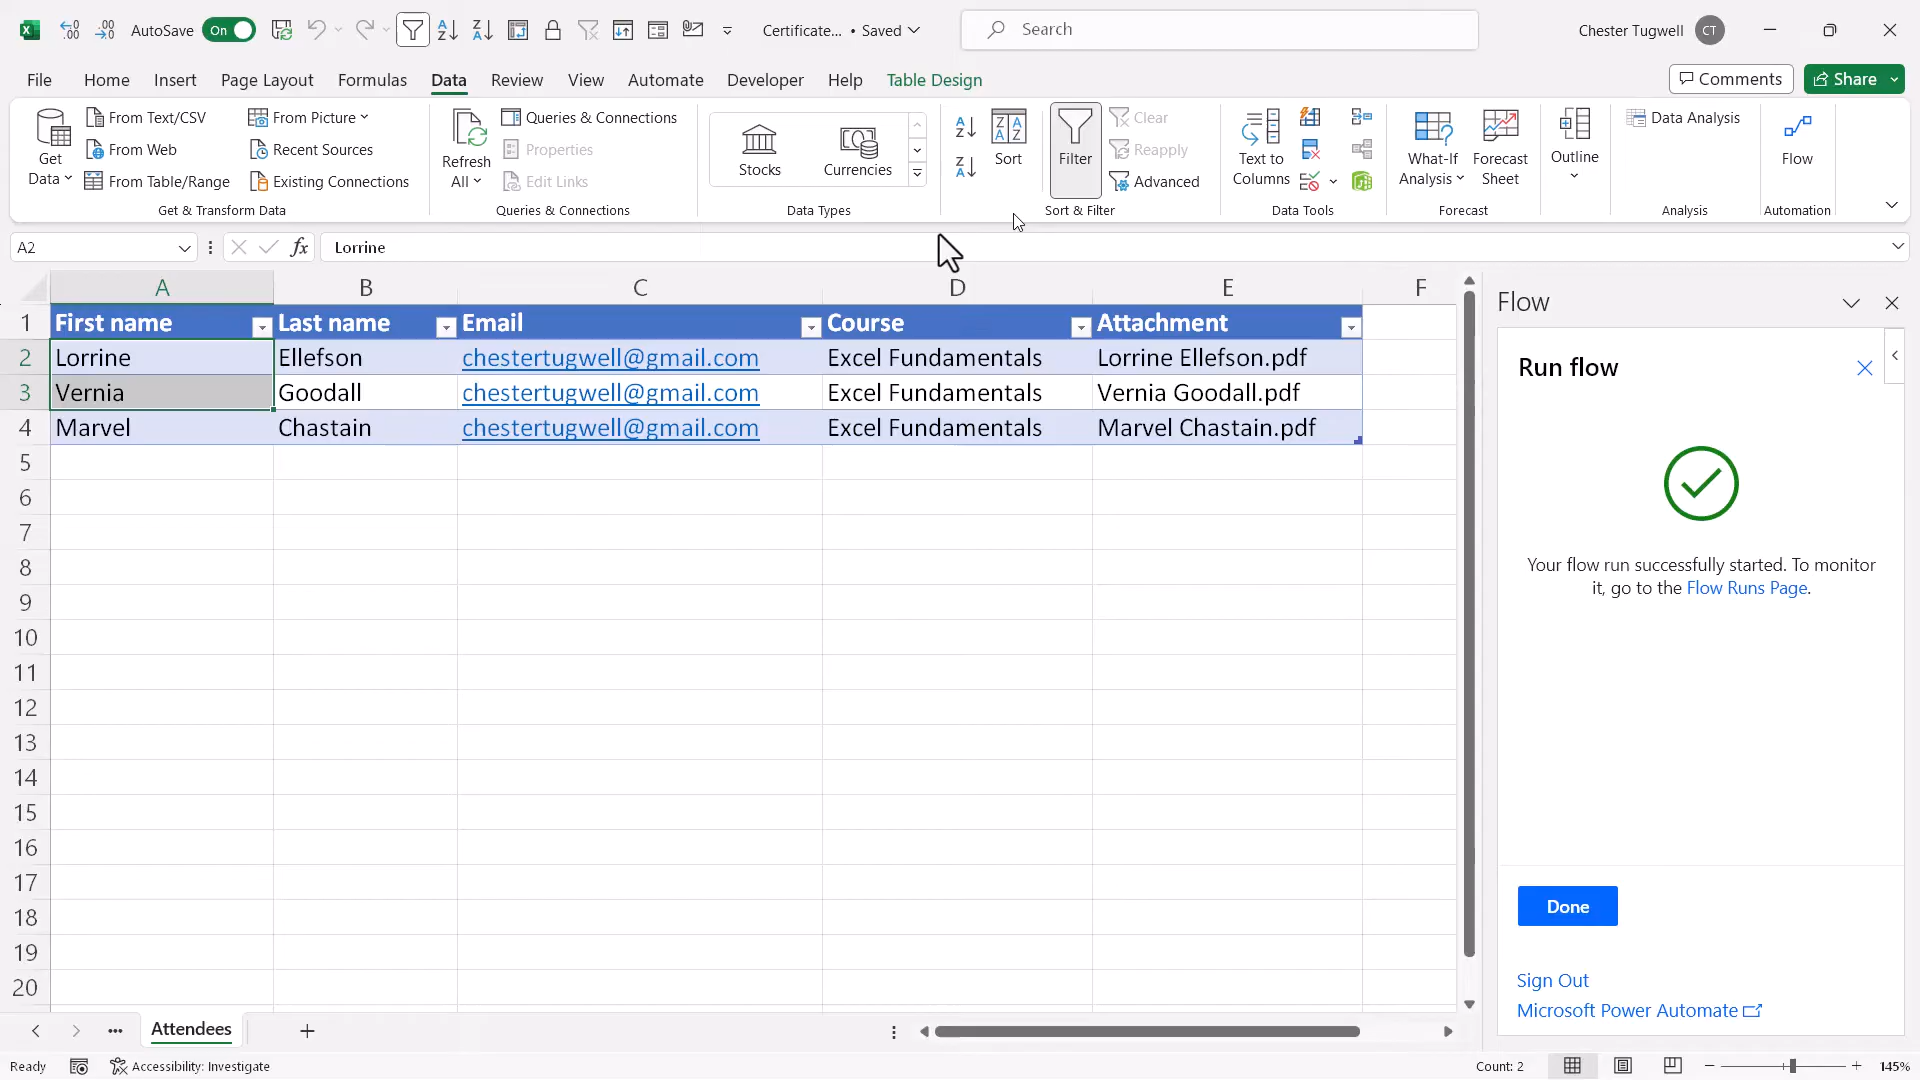 AutoSave On Certificate... • Saved Search Chester Tugwell CT
File Home Insert Page Layout Formulas Data Review View Automate Developer Help Table Design Comments Share
Get Data
From Text/CSV
From Web
From Table/Range
From Picture
Recent Sources
Existing Connections
Get & Transform Data
Refresh All
Queries & Connections
Properties
Edit Links
Queries & Connections
Stocks
Currencies
Data Types
Sort
Filter
Clear
Reapply
Advanced
Sort & Filter
Text to Columns
Data Tools
What-If Analysis
Forecast Sheet
Forecast
Outline
Data Analysis
Analysis
Flow
Automation
A2 fx Lorrine
A B C D E F
1 First name Last name Email Course Attachment
2 Lorrine Ellefson chestertugwell@gmail.com Excel Fundamentals Lorrine Ellefson.pdf
3 Vernia Goodall chestertugwell@gmail.com Excel Fundamentals Vernia Goodall.pdf
4 Marvel Chastain chestertugwell@gmail.com Excel Fundamentals Marvel Chastain.pdf
5
6
7
8
9
10
11
12
13
14
15
16
17
18
19
20
Flow
Run flow
Your flow run successfully started. To monitor
it, go to the Flow Runs Page.
Done
Sign Out
Microsoft Power Automate
Attendees
Ready Accessibility: Investigate Count: 2 145%